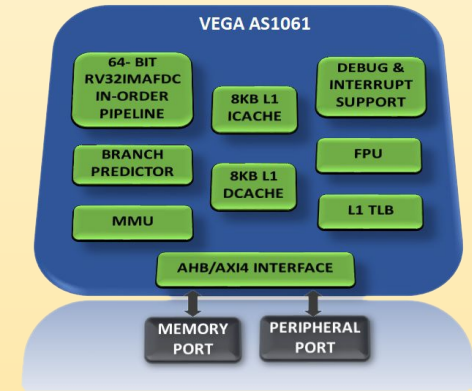 VEGA AS1061
64- BIT
RV32IMAFDC
IN-ORDER
PIPELINE
8KB L1
ICACHE
DEBUG &
INTERRUPT
SUPPORT
BRANCH
PREDICTOR
8KB L1
DCACHE
FPU
MMU
L1 TLB
AHB/AXI4 INTERFACE
MEMORY
PORT
PERIPHERAL
PORT